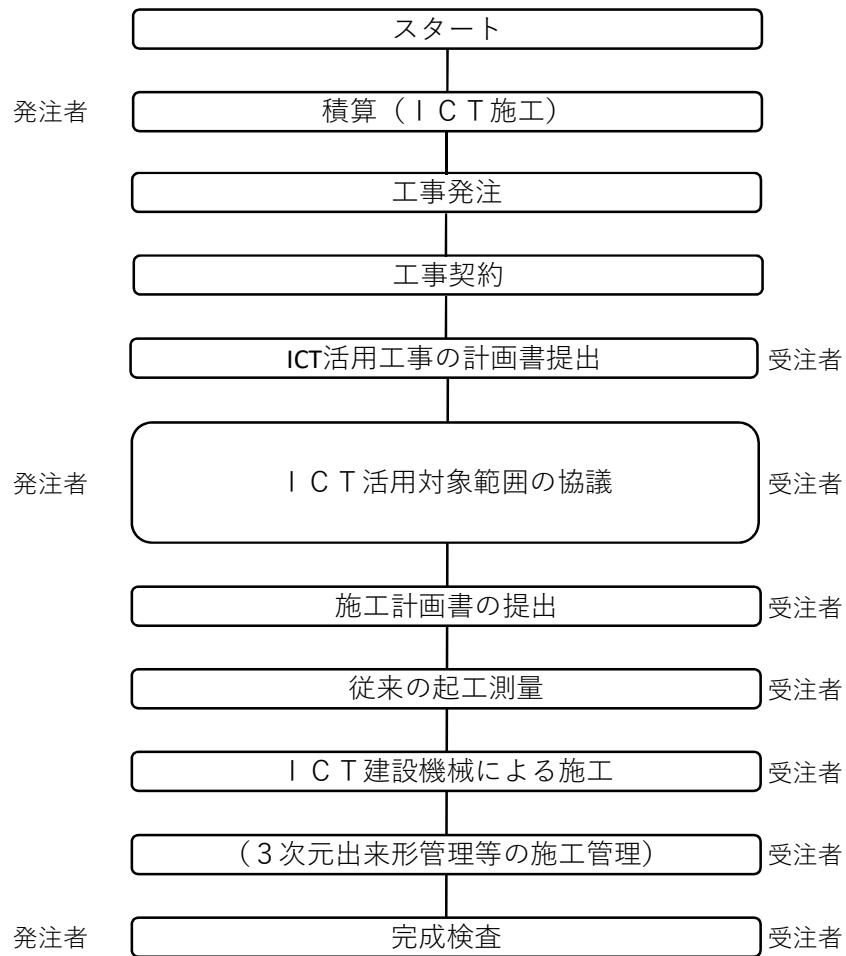 スタート
発注者 積算（ＩＣＴ施工）
工事発注
工事契約
ICT活用工事の計画書提出 受注者
発注者 ＩＣＴ活用対象範囲の協議 受注者
施工計画書の提出 受注者
従来の起工測量 受注者
ＩＣＴ建設機械による施工 受注者
（３次元出来形管理等の施工管理） 受注者
発注者 完成検査 受注者